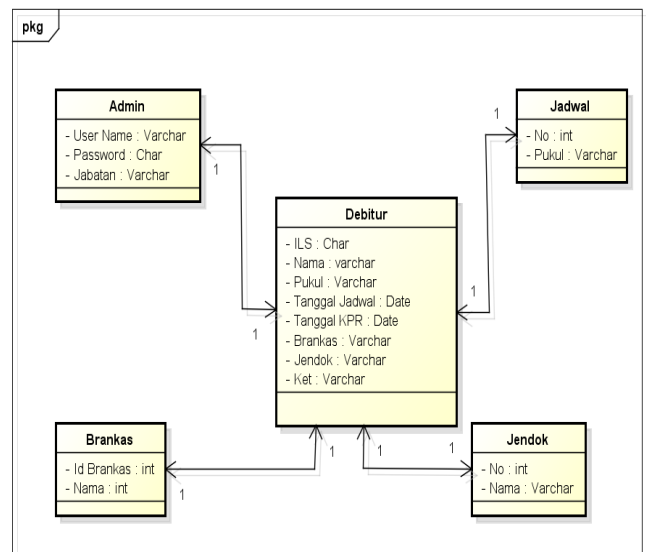 pkg
Admin
- User Name : Varchar
- Password : Char
- Jabatan : Varchar
1
1
Jadwal
- No : int
- Pukul : Varchar
1
1
Debitur
- ILS : Char
- Nama : varchar
- Pukul : Varchar
- Tanggal Jadwal : Date
- Tanggal KPR : Date
- Brankas : Varchar
- Jendok : Varchar
- Ket : Varchar
Brankas
- Id Brankas : int
- Nama : int
1
1
1
1
Jendok
- No : int
- Nama : Varchar